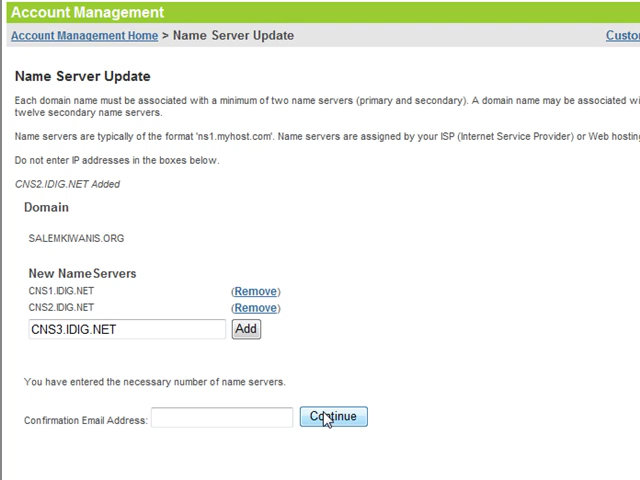 Account Management
Account Management Home > Name Server Update
Name Server Update
Each domain name must be associated with a minimum of two name servers (primary and secondary). A domain name may be associated
twelve secondary name servers.
Name servers are typically of the format 'ns1.myhost.com'. Name servers are assigned by your ISP (Internet Service Provider) or Web hosting
Do not enter IP addresses in the boxes below.
CNS2.IDIG.NET Added
Domain
SALEMKIWANIS.ORG
New NameServers
CNS1.IDIG.NET (Remove)
CNS2.IDIG.NET (Remove)
CNS3.IDIG.NET Add
You have entered the necessary number of name servers.
Confirmation Email Address: Continue